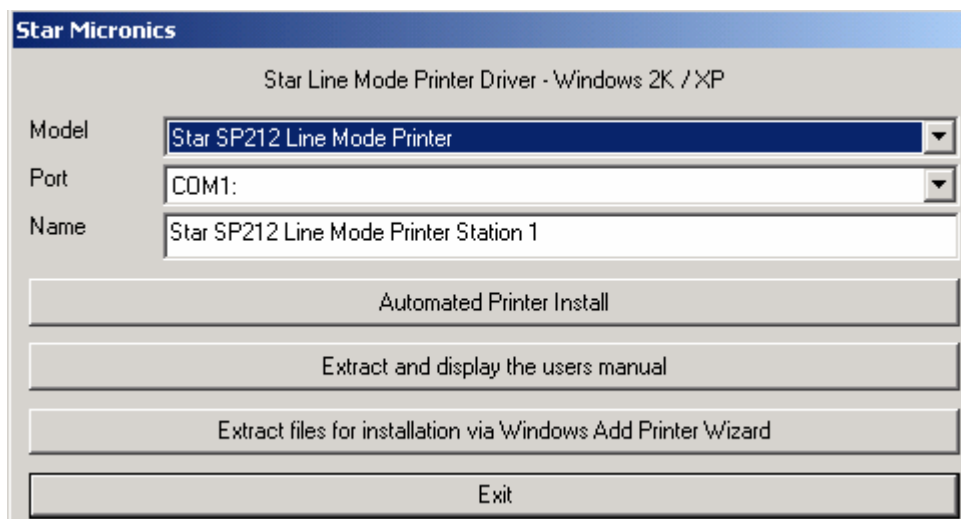 Star Micronics
Star Line Mode Printer Driver - Windows 2K / XP
Model
Star SP212 Line Mode Printer
Port
COM1:
Name
Star SP212 Line Mode Printer Station 1
Automated Printer Install
Extract and display the users manual
Extract files for installation via Windows Add Printer Wizard
Exit